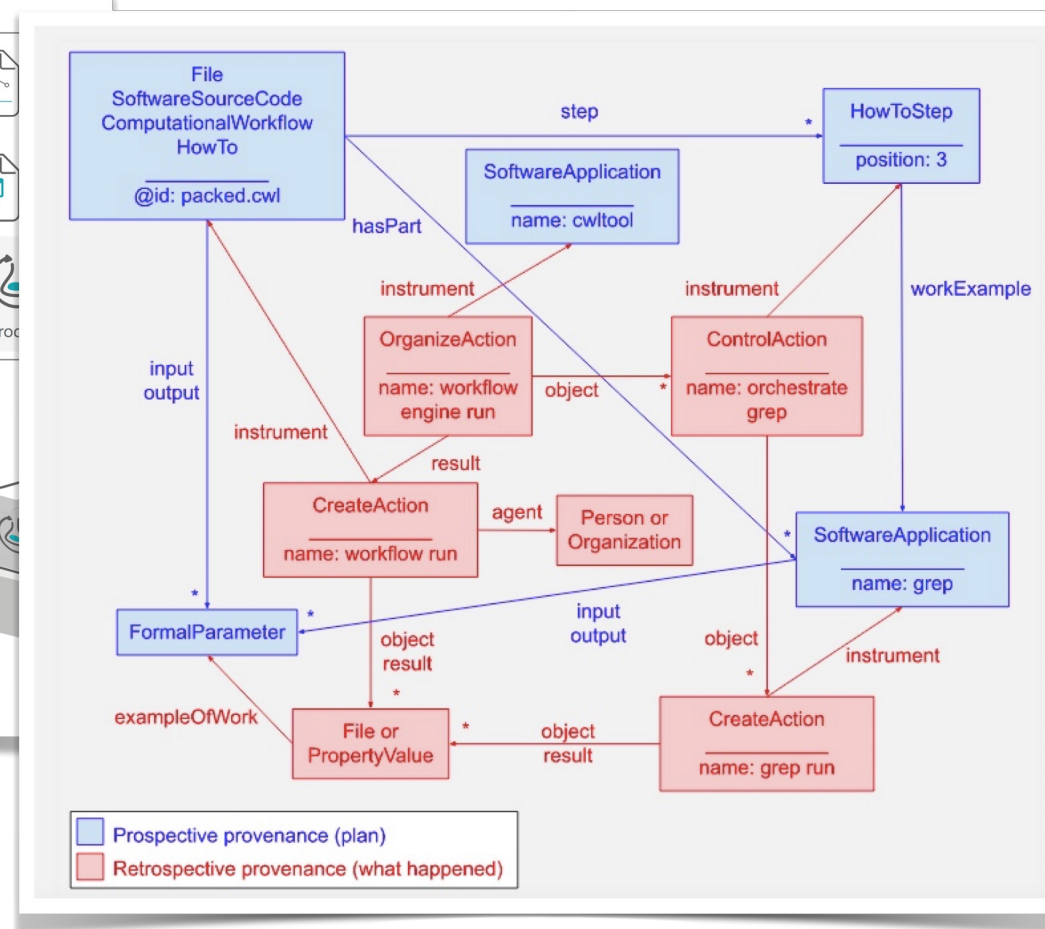 File
SoftwareSourceCode
ComputationalWorkflow
HowTo
@id: packed.cwl
step
*
HowToStep
position: 3
SoftwareApplication
name: cwltool
hasPart
instrument
instrument
workExample
OrganizeAction
name: workflow
engine run
object
*
ControlAction
name: orchestrate
grep
input
output
instrument
result
CreateAction
name: workflow run
agent
Person or
Organization
*
SoftwareApplication
name: grep
*
FormalParameter
*
input
output
object
result
*
object
*
instrument
exampleOfWork
File or
PropertyValue
*
object
result
CreateAction
name: grep run
Prospective provenance (plan)
Retrospective provenance (what happened)